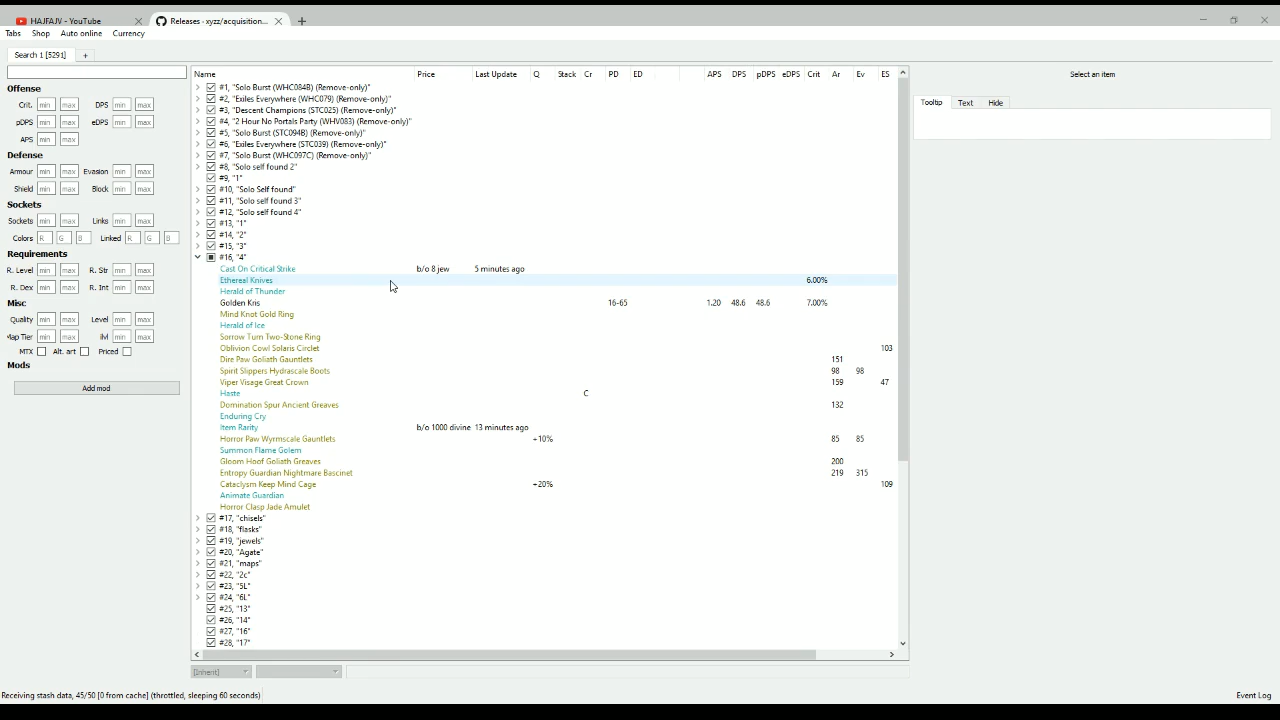 HAJFAJV - YouTube
Releases - xyzz/acquisition...
Tabs Shop Auto online Currency
Search 1 [5291] +
Name Price Last Update Q Stack Cr PD ED APS DPS pDPS eDPS Crit Ar Ev ES
Select an item
Tooltip Text Hide
Offense
Crit. min max DPS min max
pDPS min max eDPS min max
APS min max
Defense
Armour min max Evasion min max
Shield min max Block min max
Sockets
Sockets min max Links min max
Colors R G B Linked R G B
Requirements
R. Level min max R. Str min max
R. Dex min max R. Int min max
Misc
Quality min max Level min max
Map Tier min max ilvl min max
MTX Alt. art Priced
Mods
Add mod
#1, "Solo Burst (WHC084B) (Remove-only)"
#2, "Exiles Everywhere (WHC079) (Remove-only)"
#3, "Descent Champions (STC025) (Remove-only)"
#4, "2 Hour No Portals Party (WHV083) (Remove-only)"
#5, "Solo Burst (STC094B) (Remove-only)"
#6, "Exiles Everywhere (STC039) (Remove-only)"
#7, "Solo Burst (WHC097C) (Remove-only)"
#8, "Solo self found 2"
#9, "1"
#10, "Solo Self found"
#11, "Solo self found 3"
#12, "Solo self found 4"
#13, "1"
#14, "2"
#15, "3"
#16, "4"
Cast On Critical Strike b/o 8 jew 5 minutes ago
Ethereal Knives 6.00%
Herald of Thunder
Golden Kris 16-65 1.20 48.6 48.6 7.00%
Mind Knot Gold Ring
Herald of Ice
Sorrow Turn Two-Stone Ring
Oblivion Cowl Solaris Circlet 103
Dire Paw Goliath Gauntlets 151
Spirit Slippers Hydrascale Boots 98 98
Viper Visage Great Crown 159 47
Haste C
Domination Spur Ancient Greaves 132
Enduring Cry
Item Rarity b/o 1000 divine 13 minutes ago
Horror Paw Wyrmscale Gauntlets +10% 85 85
Summon Flame Golem
Gloom Hoof Goliath Greaves 200
Entropy Guardian Nightmare Bascinet 219 315
Cataclysm Keep Mind Cage +20% 109
Animate Guardian
Horror Clasp Jade Amulet
#17, "chisels"
#18, "flasks"
#19, "jewels"
#20, "Agate"
#21, "maps"
#22, "2c"
#23, "5L"
#24, "6L"
#25, "13"
#26, "14"
#27, "16"
#28, "17"
[Inherit]
Receiving stash data, 45/50 [0 from cache] (throttled, sleeping 60 seconds)
Event Log